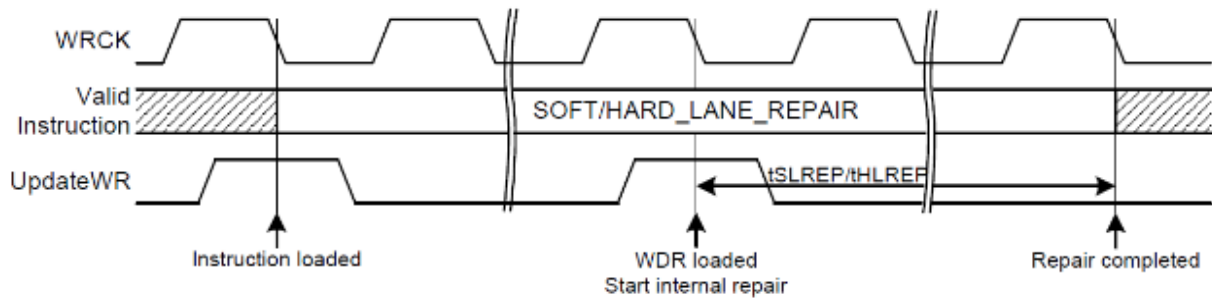 WRCK
Valid
Instruction
SOFT/HARD_LANE_REPAIR
UpdateWR
tSLREP/tHLREP
Instruction loaded
WDR loaded
Start internal repair
Repair completed